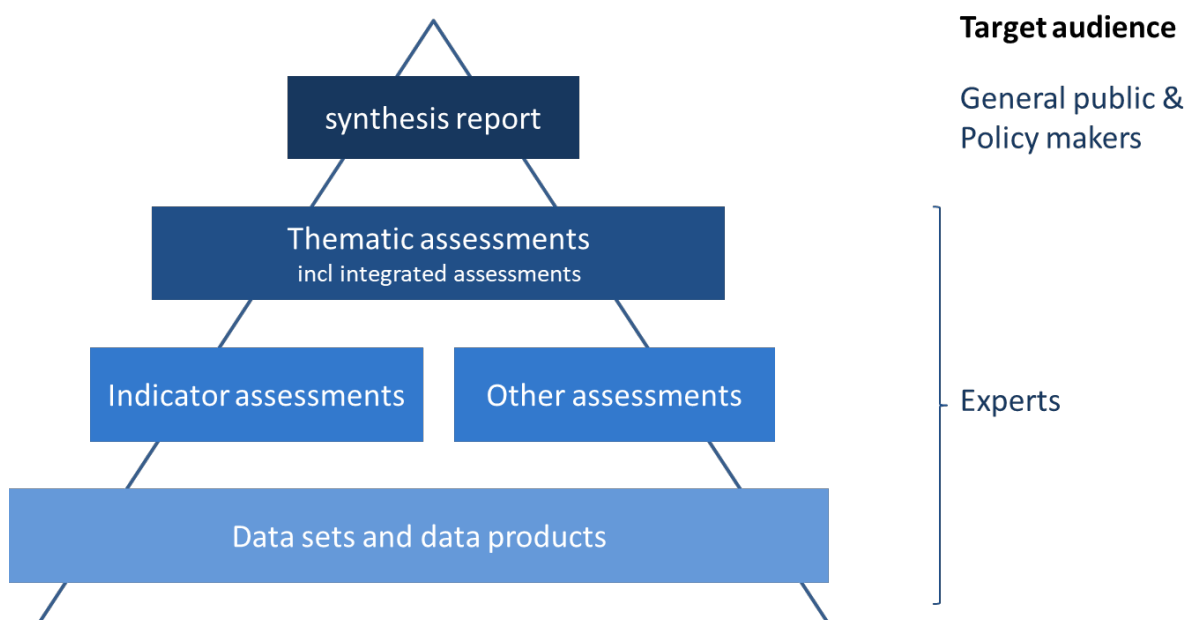 Target audience
synthesis report
General public &
Policy makers
Thematic assessments
incl integrated assessments
Indicator assessments
Other assessments
Experts
Data sets and data products